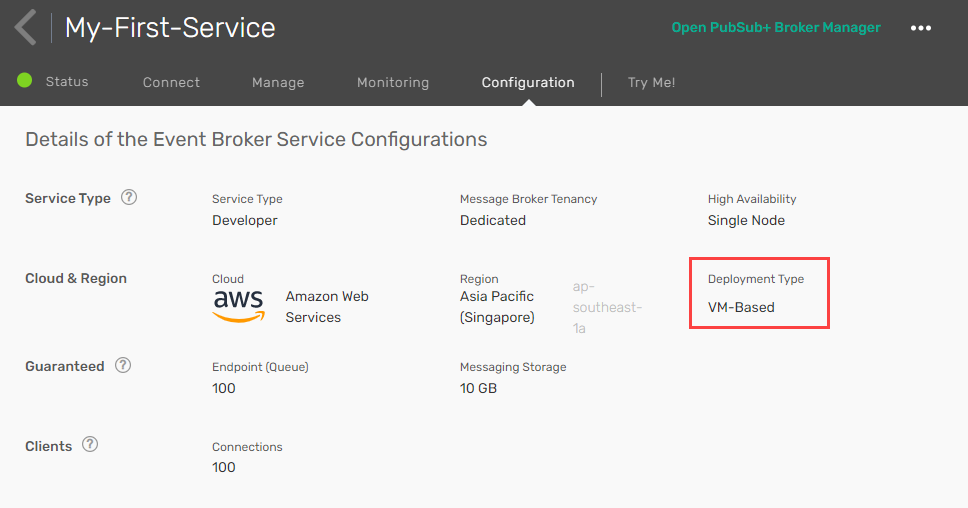 My-First-Service
Open PubSub+ Broker Manager
Status
Connect
Manage
Monitoring
Configuration
Try Me!
Details of the Event Broker Service Configurations
Service Type ?
Service Type
Developer
Message Broker Tenancy
Dedicated
High Availability
Single Node
Cloud & Region
Cloud
aws
Amazon Web
Services
Region
Asia Pacific
(Singapore)
ap-
southeast-
1a
Deployment Type
VM-Based
Guaranteed ?
Endpoint (Queue)
100
Messaging Storage
10 GB
Clients ?
Connections
100